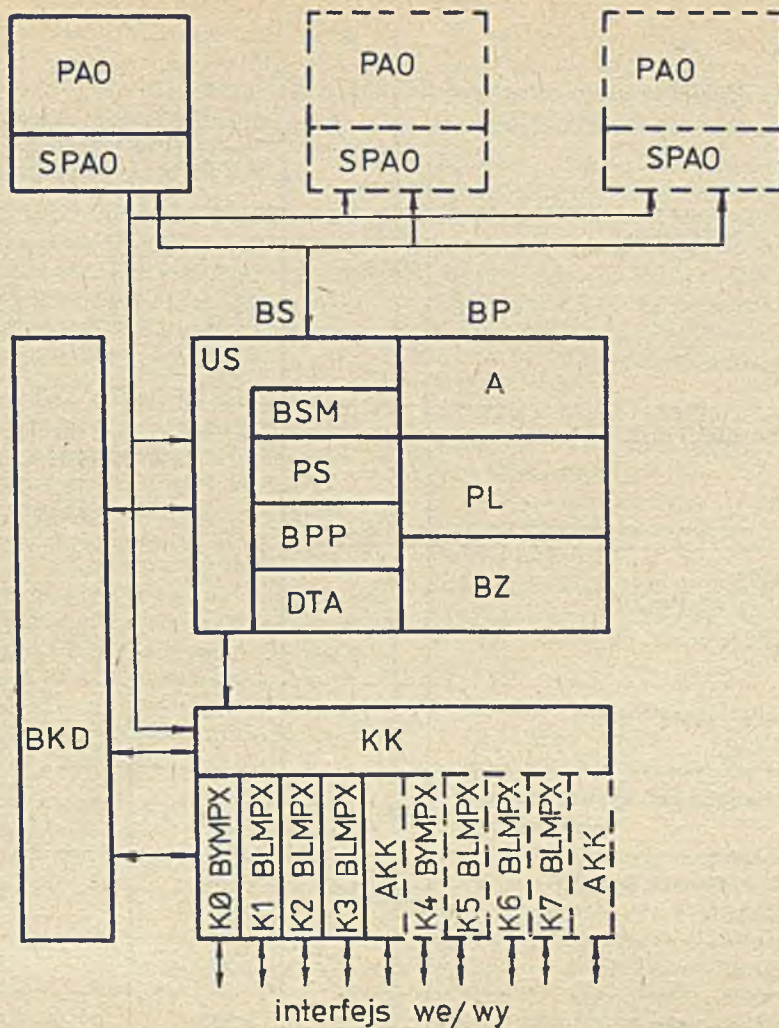 PAO
PAO
PAO
SPAO
SPAO
SPAO
BS
BP
US
A
BSM
PS
PL
BPP
BZ
DTA
BKD
KK
KØ BYMPX
K1 BLMPX
K2 BLMPX
K3 BLMPX
AKK
K4 BYMPX
K5 BLMPX
K6 BLMPX
K7 BLMPX
AKK
interfejs we/wy